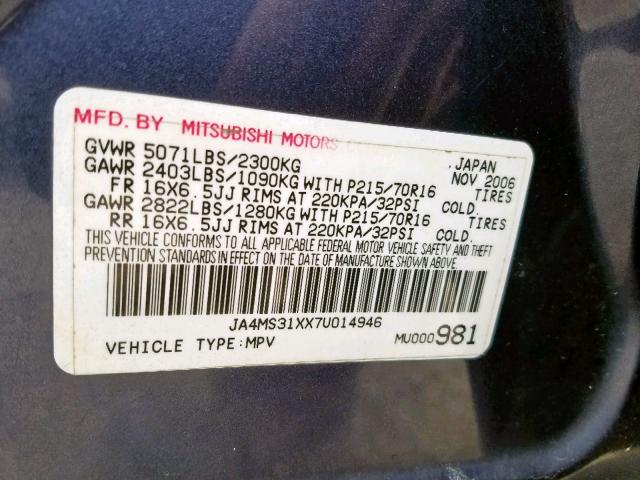 MFD. BY MITSUBISHI MOTORS
GVWR 5071LBS/2300KG JAPAN NOV 2006
GAWR 2403LBS/1090KG WITH P215/70R16 TIRES
FR 16X6.5JJ RIMS AT 220KPA/32PSI COLD.
GAWR 2822LBS/1280KG WITH P215/70R16 TIRES
RR 16X6.5JJ RIMS AT 220KPA/32PSI COLD.
THIS VEHICLE CONFORMS TO ALL APPLICABLE FEDERAL MOTOR VEHICLE SAFETY AND THEFT
PREVENTION STANDARDS IN EFFECT ON THE DATE OF MANUFACTURE SHOWN ABOVE.
JA4MS31XX7U014946
VEHICLE TYPE:MPV MU000981